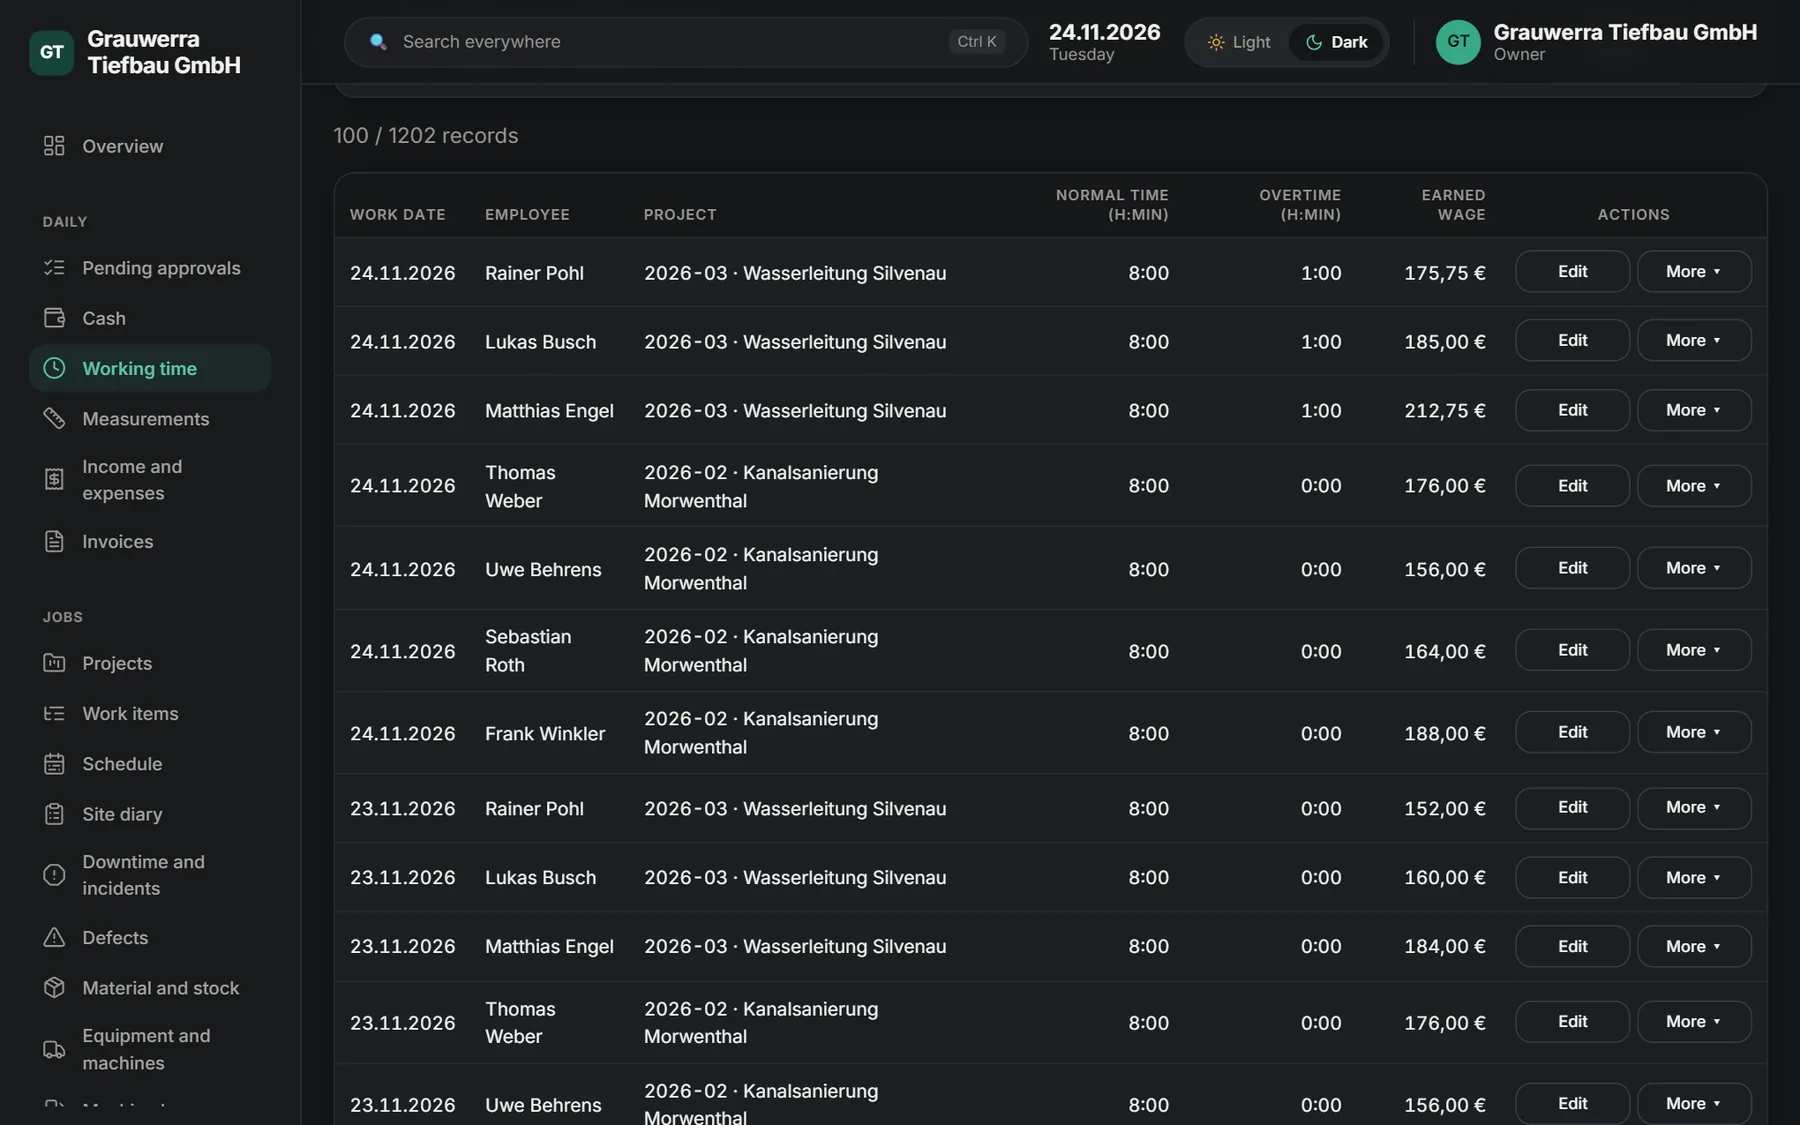 GT
Grauwerra
Tiefbau GmbH
Search everywhere
Ctrl K
24.11.2026
Tuesday
Light
Dark
GT
Grauwerra Tiefbau GmbH
Owner
Overview
DAILY
Pending approvals
Cash
Working time
Measurements
Income and
expenses
Invoices
JOBS
Projects
Work items
Schedule
Site diary
Downtime and
incidents
Defects
Material and stock
Equipment and
machines
100 / 1202 records
WORK DATE EMPLOYEE PROJECT NORMAL TIME (H:MIN) OVERTIME (H:MIN) EARNED WAGE ACTIONS
24.11.2026 Rainer Pohl 2026-03 · Wasserleitung Silvenau 8:00 1:00 175,75 € Edit More ▾
24.11.2026 Lukas Busch 2026-03 · Wasserleitung Silvenau 8:00 1:00 185,00 € Edit More ▾
24.11.2026 Matthias Engel 2026-03 · Wasserleitung Silvenau 8:00 1:00 212,75 € Edit More ▾
24.11.2026 Thomas Weber 2026-02 · Kanalsanierung Morwenthal 8:00 0:00 176,00 € Edit More ▾
24.11.2026 Uwe Behrens 2026-02 · Kanalsanierung Morwenthal 8:00 0:00 156,00 € Edit More ▾
24.11.2026 Sebastian Roth 2026-02 · Kanalsanierung Morwenthal 8:00 0:00 164,00 € Edit More ▾
24.11.2026 Frank Winkler 2026-02 · Kanalsanierung Morwenthal 8:00 0:00 188,00 € Edit More ▾
23.11.2026 Rainer Pohl 2026-03 · Wasserleitung Silvenau 8:00 0:00 152,00 € Edit More ▾
23.11.2026 Lukas Busch 2026-03 · Wasserleitung Silvenau 8:00 0:00 160,00 € Edit More ▾
23.11.2026 Matthias Engel 2026-03 · Wasserleitung Silvenau 8:00 0:00 184,00 € Edit More ▾
23.11.2026 Thomas Weber 2026-02 · Kanalsanierung Morwenthal 8:00 0:00 176,00 € Edit More ▾
23.11.2026 Uwe Behrens 2026-02 · Kanalsanierung Morwenthal 8:00 0:00 156,00 € Edit More ▾